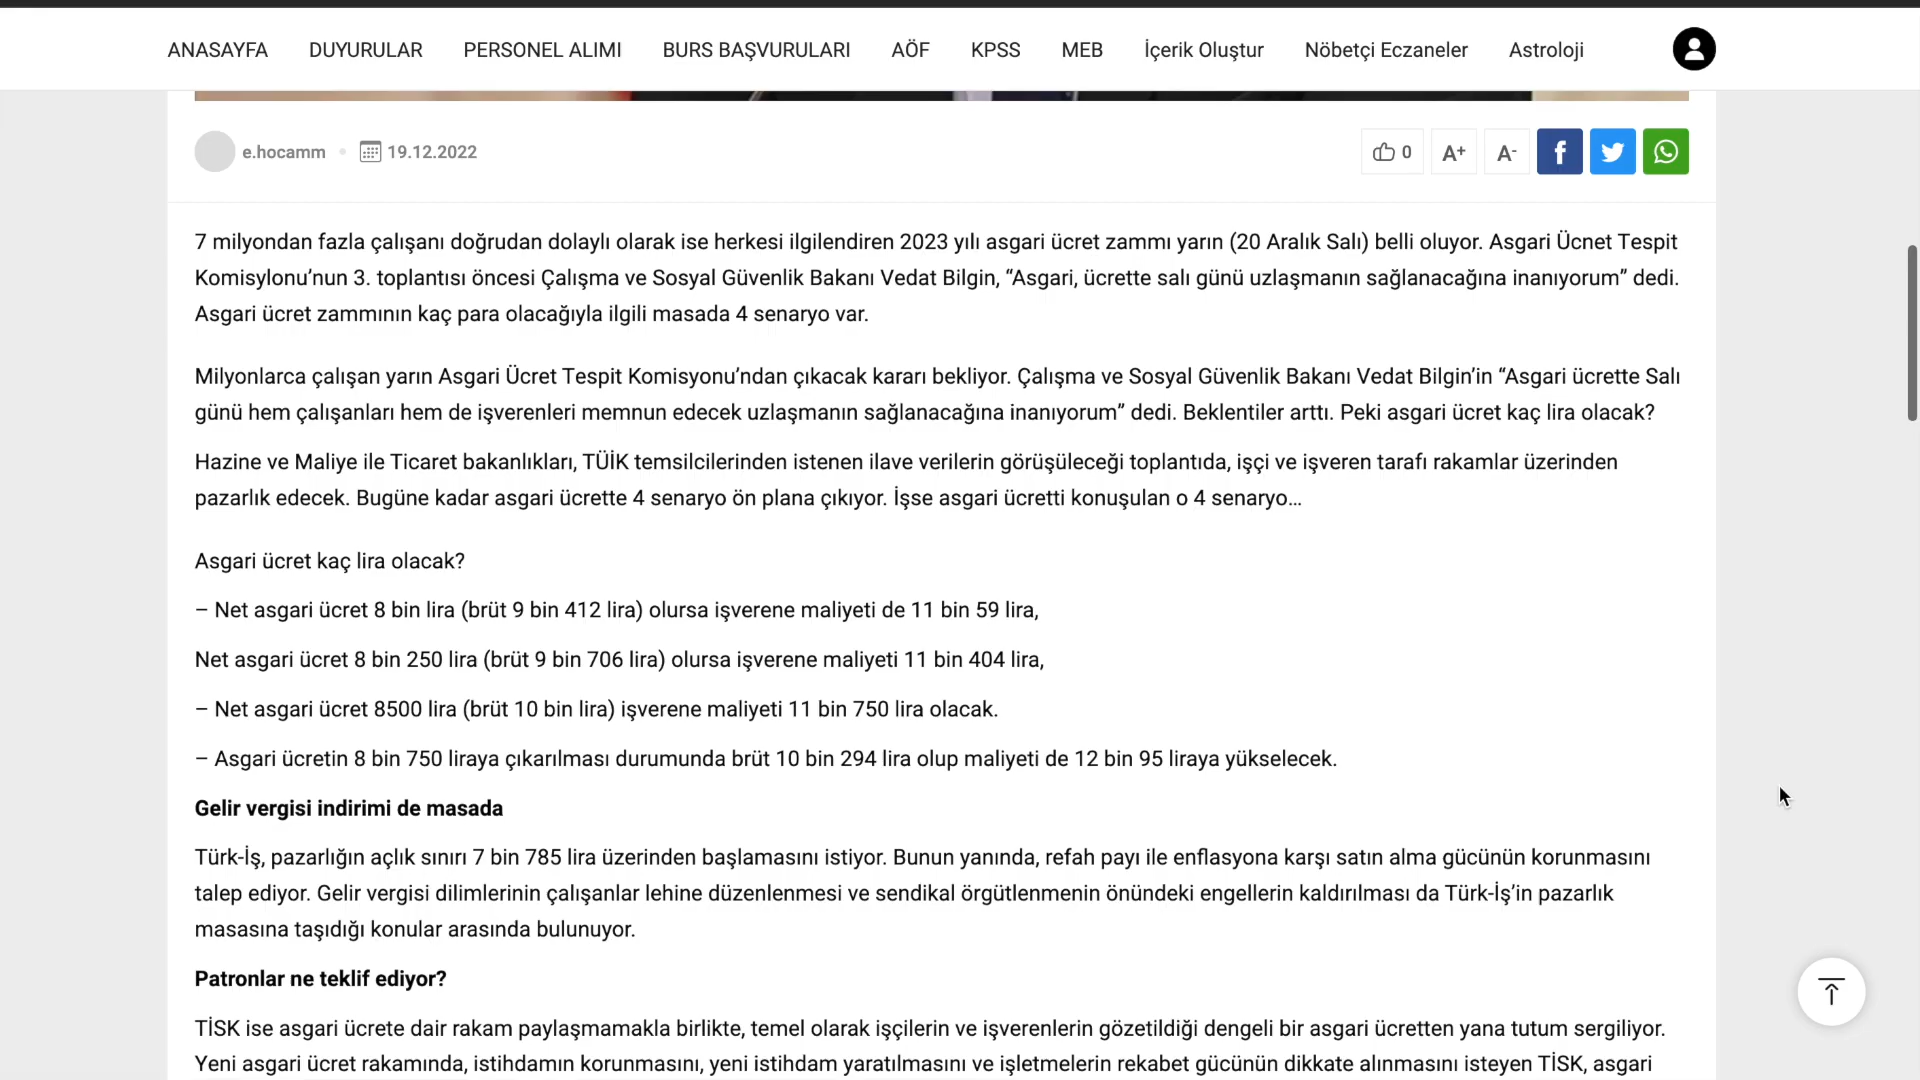 ANASAYFA DUYURULAR PERSONEL ALIMI BURS BAŞVURULARI AÖF KPSS MEB İçerik Oluştur Nöbetçi Eczaneler Astroloji
e.hocamm 19.12.2022 0 A+ A-
7 milyondan fazla çalışanı doğrudan dolaylı olarak ise herkesi ilgilendiren 2023 yılı asgari ücret zammı yarın (20 Aralık Salı) belli oluyor. Asgari Ücnet Tespit
Komisylonu’nun 3. toplantısı öncesi Çalışma ve Sosyal Güvenlik Bakanı Vedat Bilgin, “Asgari, ücrette salı günü uzlaşmanın sağlanacağına inanıyorum” dedi.
Asgari ücret zammının kaç para olacağıyla ilgili masada 4 senaryo var.
Milyonlarca çalışan yarın Asgari Ücret Tespit Komisyonu’ndan çıkacak kararı bekliyor. Çalışma ve Sosyal Güvenlik Bakanı Vedat Bilgin’in “Asgari ücrette Salı
günü hem çalışanları hem de işverenleri memnun edecek uzlaşmanın sağlanacağına inanıyorum” dedi. Beklentiler arttı. Peki asgari ücret kaç lira olacak?
Hazine ve Maliye ile Ticaret bakanlıkları, TÜİK temsilcilerinden istenen ilave verilerin görüşüleceği toplantıda, işçi ve işveren tarafı rakamlar üzerinden
pazarlık edecek. Bugüne kadar asgari ücrette 4 senaryo ön plana çıkıyor. İşse asgari ücretti konuşulan o 4 senaryo…
Asgari ücret kaç lira olacak?
– Net asgari ücret 8 bin lira (brüt 9 bin 412 lira) olursa işverene maliyeti de 11 bin 59 lira,
Net asgari ücret 8 bin 250 lira (brüt 9 bin 706 lira) olursa işverene maliyeti 11 bin 404 lira,
– Net asgari ücret 8500 lira (brüt 10 bin lira) işverene maliyeti 11 bin 750 lira olacak.
– Asgari ücretin 8 bin 750 liraya çıkarılması durumunda brüt 10 bin 294 lira olup maliyeti de 12 bin 95 liraya yükselecek.
Gelir vergisi indirimi de masada
Türk-İş, pazarlığın açlık sınırı 7 bin 785 lira üzerinden başlamasını istiyor. Bunun yanında, refah payı ile enflasyona karşı satın alma gücünün korunmasını
talep ediyor. Gelir vergisi dilimlerinin çalışanlar lehine düzenlenmesi ve sendikal örgütlenmenin önündeki engellerin kaldırılması da Türk-İş’in pazarlık
masasına taşıdığı konular arasında bulunuyor.
Patronlar ne teklif ediyor?
TİSK ise asgari ücrete dair rakam paylaşmamakla birlikte, temel olarak işçilerin ve işverenlerin gözetildiği dengeli bir asgari ücretten yana tutum sergiliyor.
Yeni asgari ücret rakamında, istihdamın korunmasını, yeni istihdam yaratılmasını ve işletmelerin rekabet gücünün dikkate alınmasını isteyen TİSK, asgari